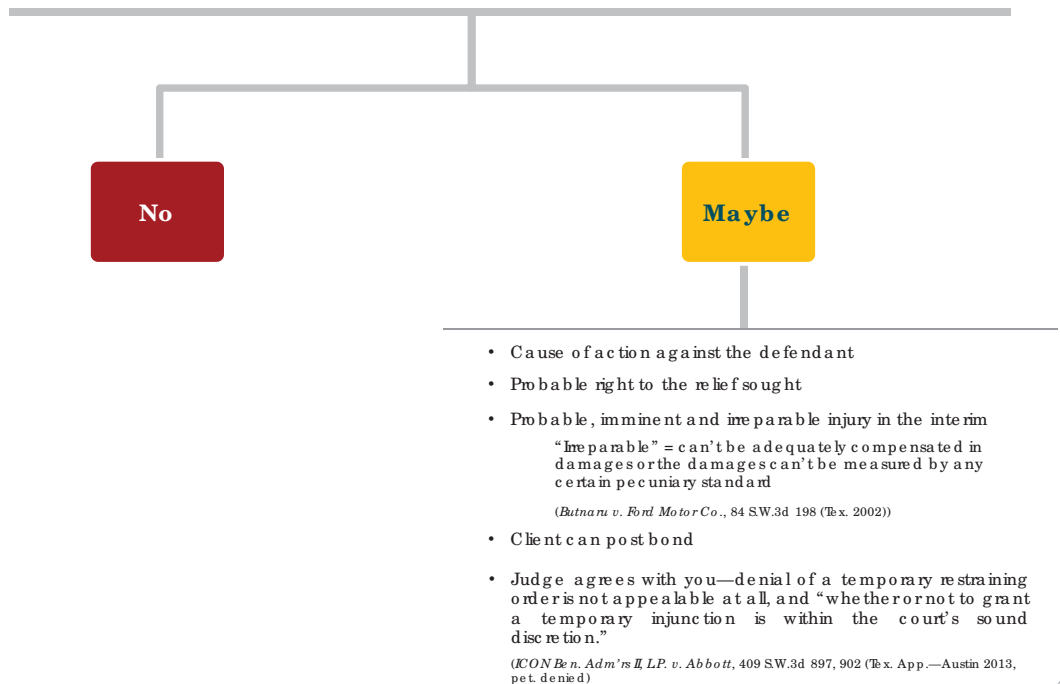 No
Maybe
• Cause of action against the defendant
• Probable right to the relief sought
• Probable, imminent and irreparable injury in the interim
“Irreparable” = can’t be adequately compensated in
damages or the damages can’t be measured by any
certain pecuniary standard
(Butnaru v. Ford Motor Co., 84 S.W.3d 198 (Tex. 2002))
• Client can post bond
• Judge agrees with you—denial of a temporary restraining
order is not appealable at all, and “whether or not to grant
a temporary injunction is within the court’s sound
discretion.”
(ICON Ben. Adm’rs II, L.P. v. Abbott, 409 S.W.3d 897, 902 (Tex. App.—Austin 2013,
pet. denied)